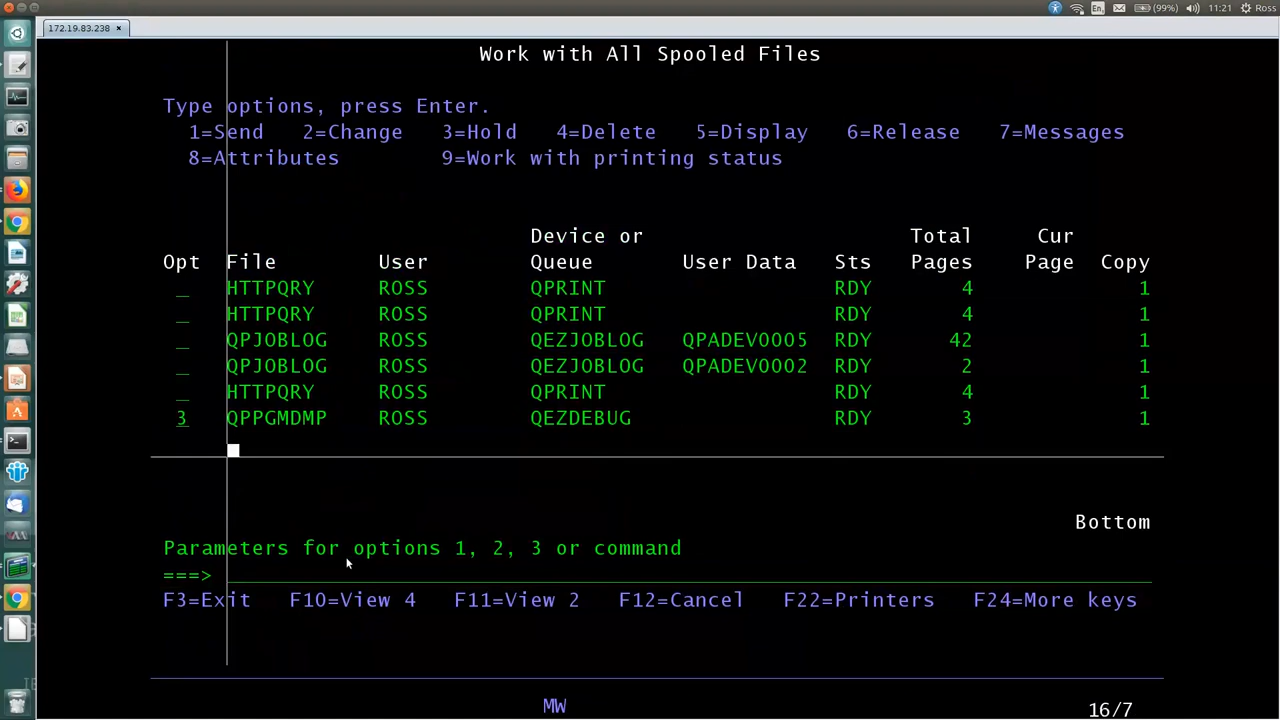 En
(99%)
11:21
Ross
172.19.83.238 ×
Work with All Spooled Files
Type options, press Enter.
1=Send 2=Change 3=Hold 4=Delete 5=Display 6=Release 7=Messages
8=Attributes 9=Work with printing status
Device or Total Cur
Opt File User Queue User Data Sts Pages Page Copy
_ HTTPQRY ROSS QPRINT RDY 4 1
_ HTTPQRY ROSS QPRINT RDY 4 1
_ QPJOBLOG ROSS QEZJOBLOG QPADEV0005 RDY 42 1
_ QPJOBLOG ROSS QEZJOBLOG QPADEV0002 RDY 2 1
_ HTTPQRY ROSS QPRINT RDY 4 1
3 QPPGMDMP ROSS QEZDEBUG RDY 3 1
Bottom
Parameters for options 1, 2, 3 or command
===>
F3=Exit F10=View 4 F11=View 2 F12=Cancel F22=Printers F24=More keys
MW 16/7